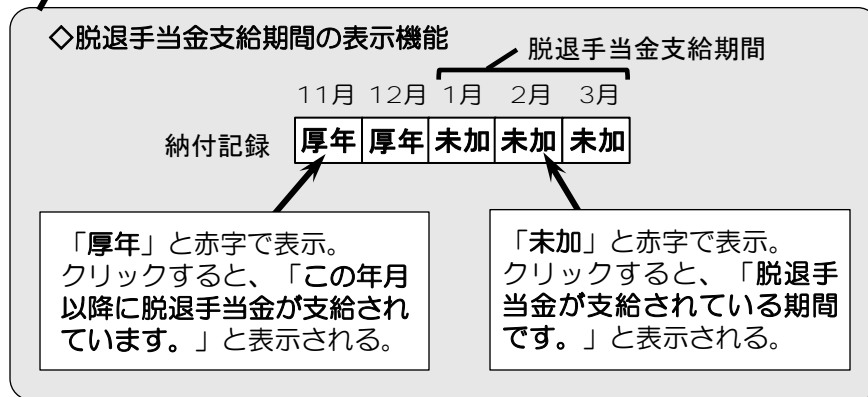 ◇脱退手当金支給期間の表示機能
脱退手当金支給期間
11月 12月 1月 2月 3月
納付記録 厚年 厚年 未加 未加 未加
「厚年」と赤字で表示。
クリックすると、「この年月
以降に脱退手当金が支給され
ています。」と表示される。
「未加」と赤字で表示。
クリックすると、「脱退手
当金が支給されている期間
です。」と表示される。